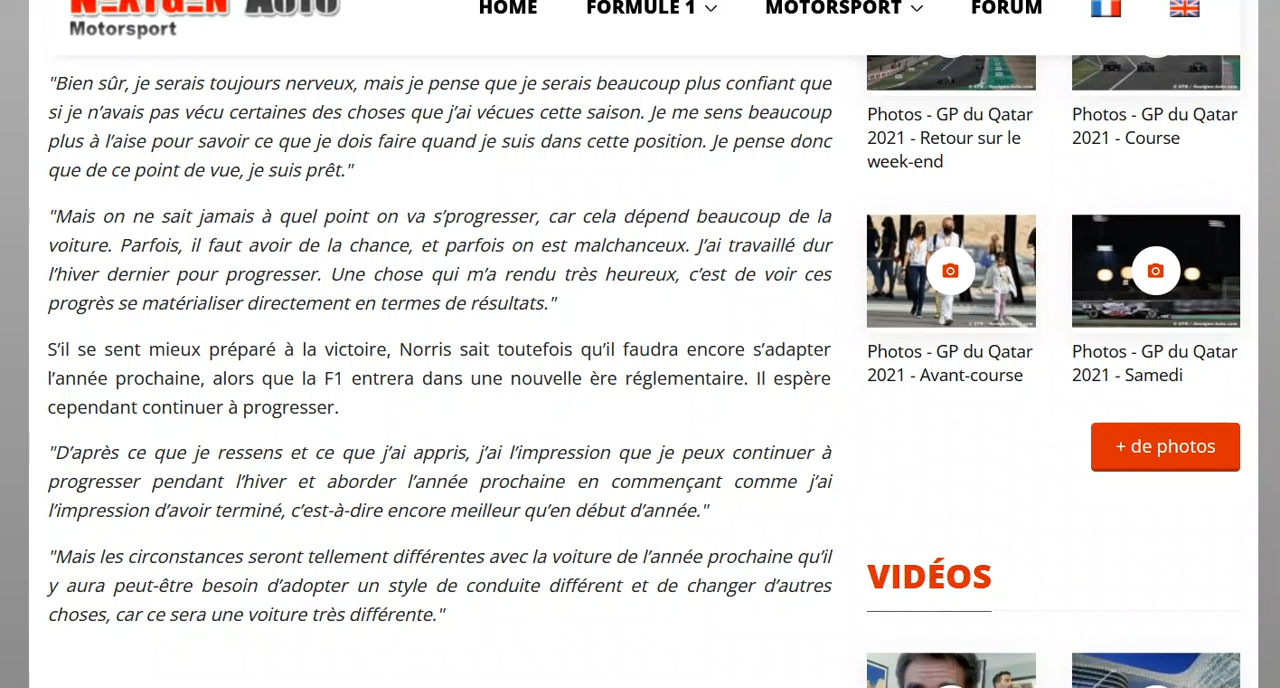 NEXTGEN AUTO
Motorsport
HOME
FORMULE 1
MOTORSPORT
FORUM
"Bien sûr, je serais toujours nerveux, mais je pense que je serais beaucoup plus confiant que
si je n’avais pas vécu certaines des choses que j’ai vécues cette saison. Je me sens beaucoup
plus à l’aise pour savoir ce que je dois faire quand je suis dans cette position. Je pense donc
que de ce point de vue, je suis prêt."
"Mais on ne sait jamais à quel point on va s’progresser, car cela dépend beaucoup de la
voiture. Parfois, il faut avoir de la chance, et parfois on est malchanceux. J’ai travaillé dur
l’hiver dernier pour progresser. Une chose qui m’a rendu très heureux, c’est de voir ces
progrès se matérialiser directement en termes de résultats."
S’il se sent mieux préparé à la victoire, Norris sait toutefois qu’il faudra encore s’adapter
l’année prochaine, alors que la F1 entrera dans une nouvelle ère réglementaire. Il espère
cependant continuer à progresser.
"D’après ce que je ressens et ce que j’ai appris, j’ai l’impression que je peux continuer à
progresser pendant l’hiver et aborder l’année prochaine en commençant comme j’ai
l’impression d’avoir terminé, c’est-à-dire encore meilleur qu’en début d’année."
"Mais les circonstances seront tellement différentes avec la voiture de l’année prochaine qu’il
y aura peut-être besoin d’adopter un style de conduite différent et de changer d’autres
choses, car ce sera une voiture très différente."
Photos - GP du Qatar
2021 - Retour sur le
week-end
Photos - GP du Qatar
2021 - Course
Photos - GP du Qatar
2021 - Avant-course
Photos - GP du Qatar
2021 - Samedi
+ de photos
VIDÉOS